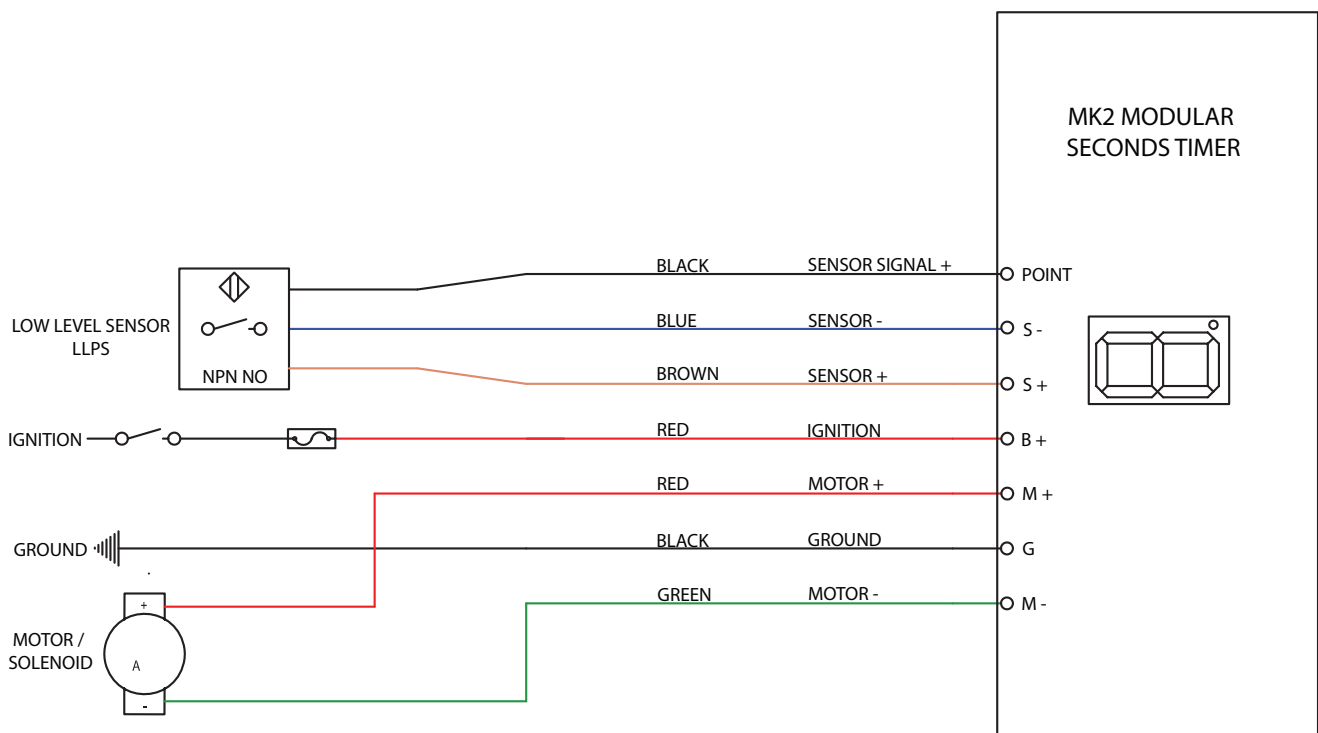 MK2 MODULAR
SECONDS TIMER
BLACK SENSOR SIGNAL + POINT
LOW LEVEL SENSOR
LLPS
BLUE SENSOR - S -
NPN NO
BROWN SENSOR + S +
IGNITION RED IGNITION B +
RED MOTOR + M +
GROUND BLACK GROUND G
GREEN MOTOR - M -
+
MOTOR /
SOLENOID
A
-